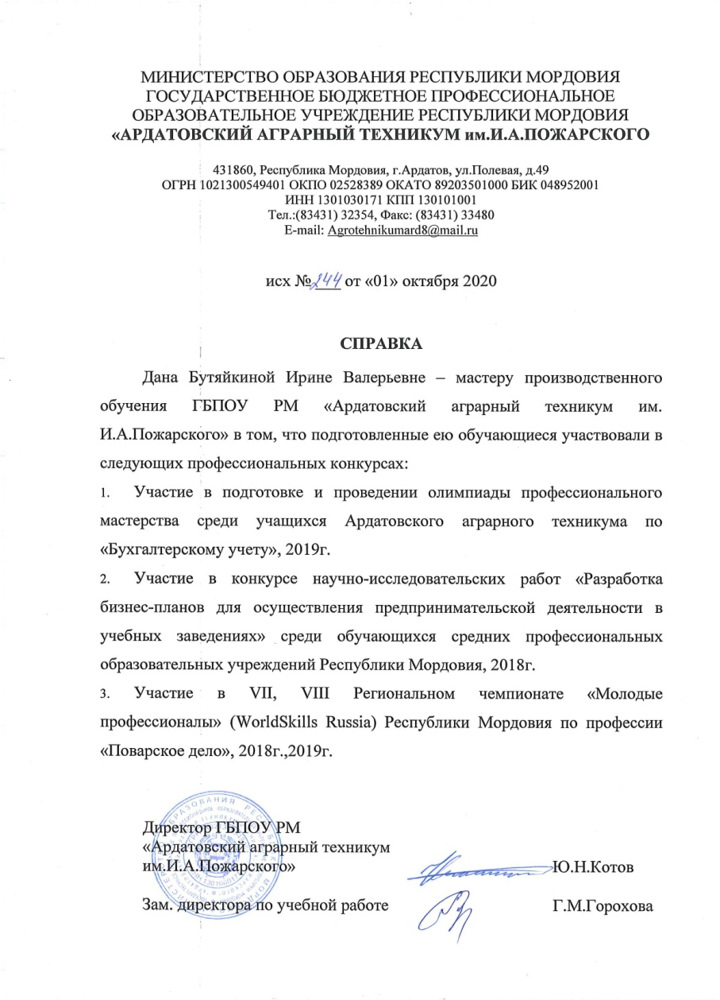 МИНИСТЕРСТВО ОБРАЗОВАНИЯ РЕСПУБЛИКИ МОРДОВИЯ
ГОСУДАРСТВЕННОЕ БЮДЖЕТНОЕ ПРОФЕССИОНАЛЬНОЕ
ОБРАЗОВАТЕЛЬНОЕ УЧРЕЖДЕНИЕ РЕСПУБЛИКИ МОРДОВИЯ
«АРДАТОВСКИЙ АГРАРНЫЙ ТЕХНИКУМ им.И.А.ПОЖАРСКОГО
431860, Республика Мордовия, г.Ардатов, ул.Полевая, д.49
ОГРН 1021300549401 ОКПО 02528389 ОКАТО 89203501000 БИК 048952001
ИНН 1301030171 КПП 130101001
Тел.:(83431) 32354, Факс: (83431) 33480
E-mail: Agrotehnikumard8@mail.ru
исх № 244 от «01» октября 2020
СПРАВКА
Дана Бутяйкиной Ирине Валерьевне – мастеру производственного
обучения ГБПОУ РМ «Ардатовский аграрный техникум им.
И.А.Пожарского» в том, что подготовленные ею обучающиеся участвовали в
следующих профессиональных конкурсах:
1. Участие в подготовке и проведении олимпиады профессионального
мастерства среди учащихся Ардатовского аграрного техникума по
«Бухгалтерскому учету», 2019г.
2. Участие в конкурсе научно-исследовательских работ «Разработка
бизнес-планов для осуществления предпринимательской деятельности в
учебных заведениях» среди обучающихся средних профессиональных
образовательных учреждений Республики Мордовия, 2018г.
3. Участие в VII, VIII Региональном чемпионате «Молодые
профессионалы» (WorldSkills Russia) Республики Мордовия по профессии
«Поварское дело», 2018г.,2019г.
Директор ГБПОУ РМ
«Ардатовский аграрный техникум
им.И.А.Пожарского» Ю.Н.Котов
Зам. директора по учебной работе Г.М.Горохова